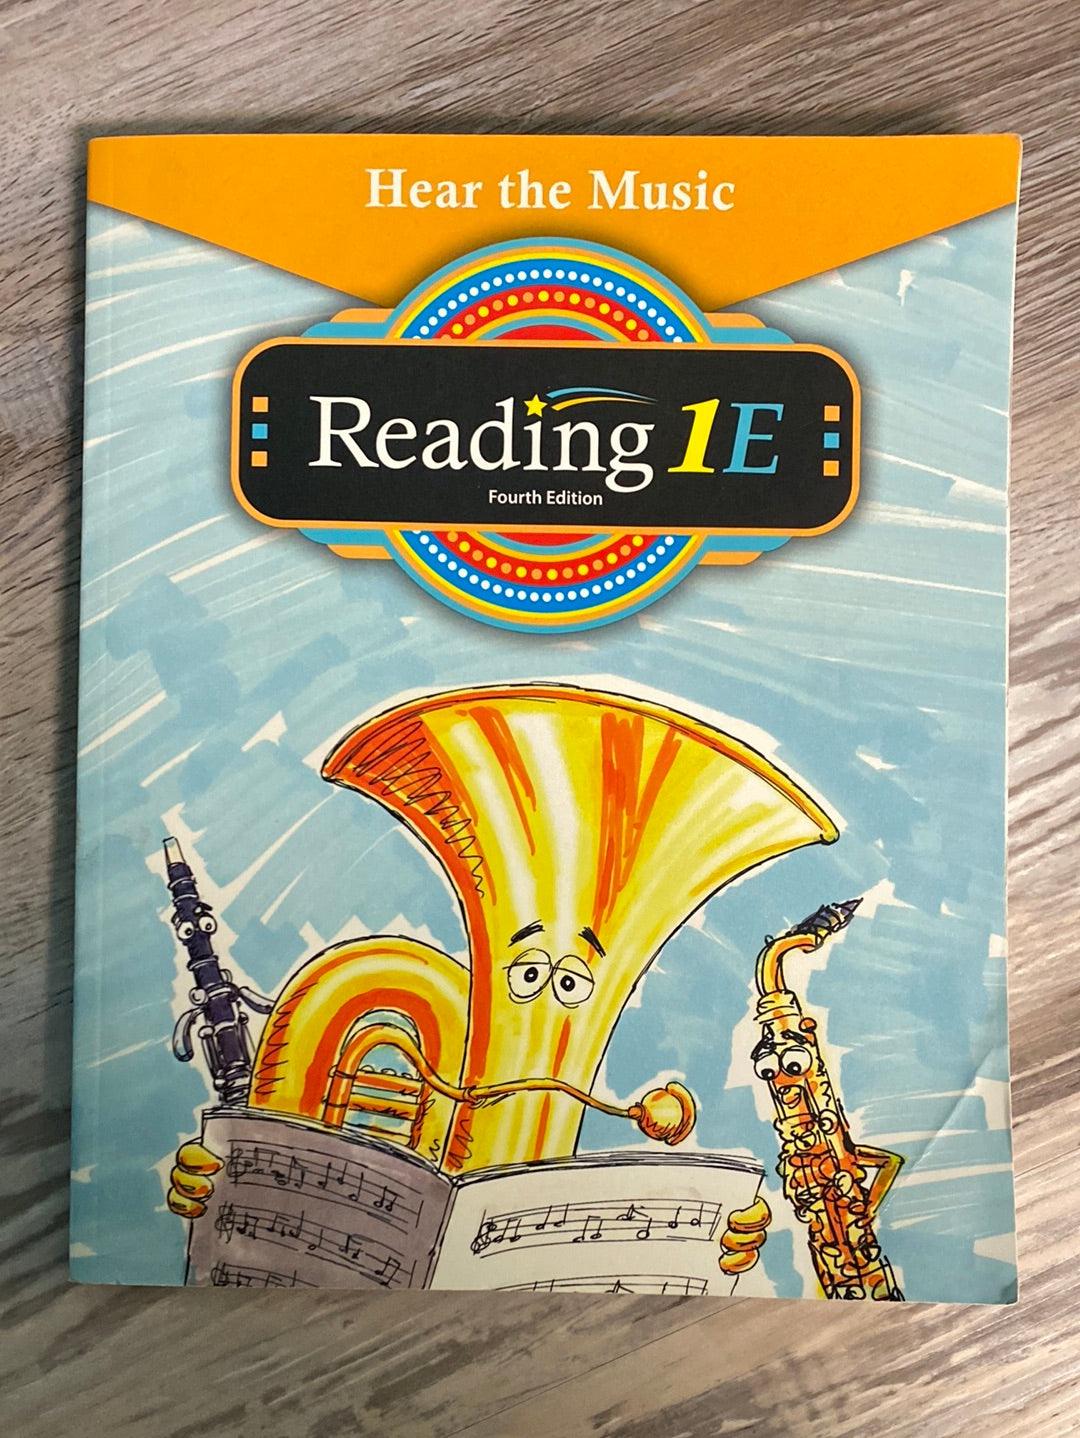 Hear the Music
Reading 1E
Fourth Edition